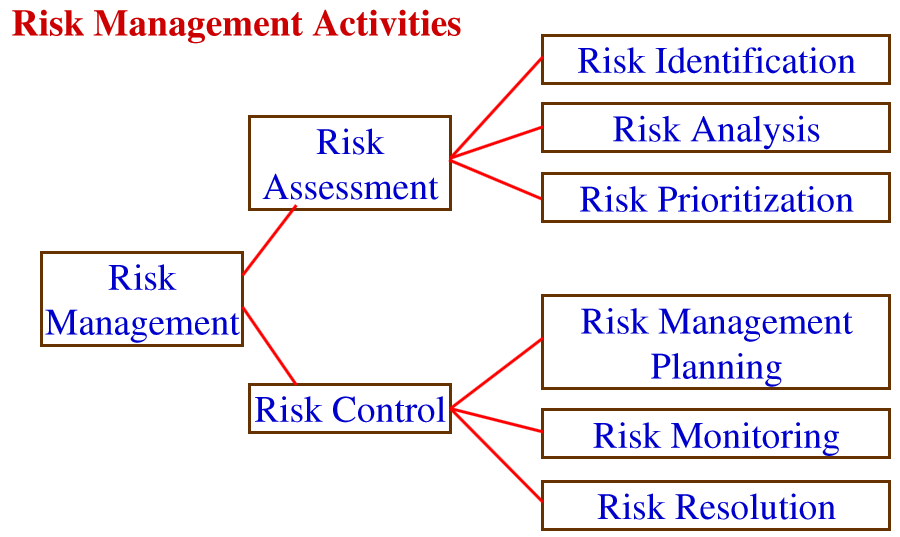 Risk Management Activities
Risk Identification
Risk Analysis
Risk
Assessment
Risk Prioritization
Risk
Management
Risk Management
Planning
Risk Control
Risk Monitoring
Risk Resolution